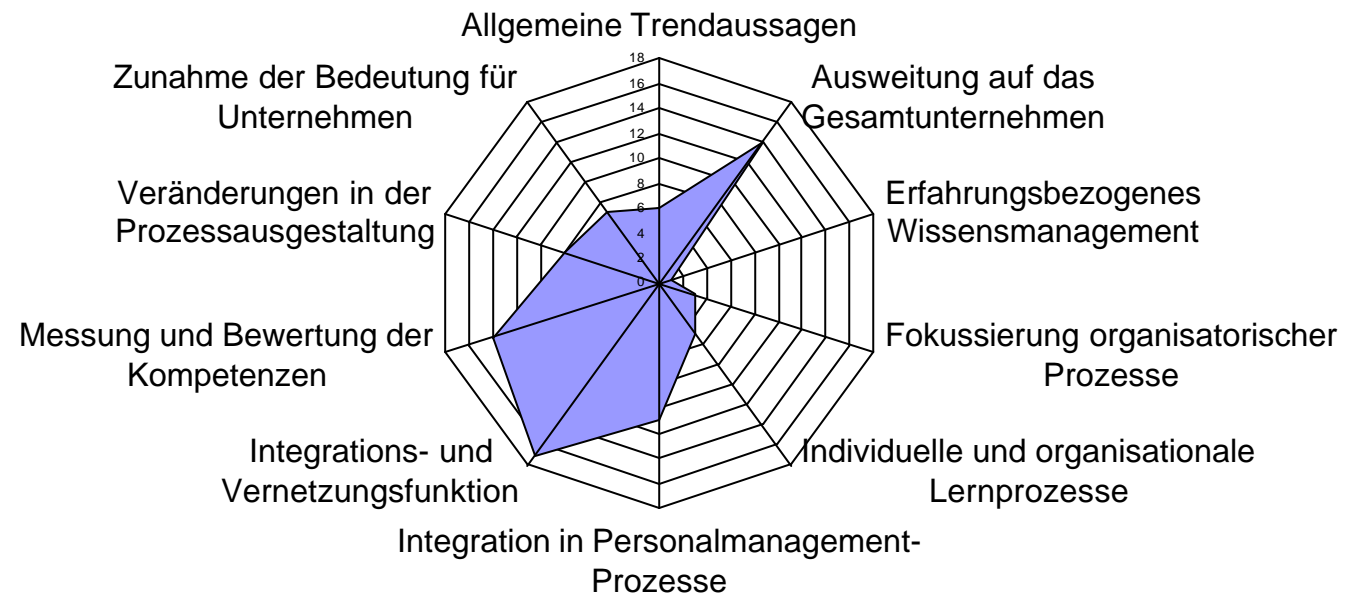 Allgemeine Trendaussagen
Zunahme der Bedeutung für
Unternehmen
Ausweitung auf das
Gesamtunternehmen
Veränderungen in der
Prozessausgestaltung
Erfahrungsbezogenes
Wissensmanagement
Messung und Bewertung der
Kompetenzen
Fokussierung organisatorischer
Prozesse
Integrations- und
Vernetzungsfunktion
Individuelle und organisationale
Lernprozesse
Integration in Personalmanagement-
Prozesse
18
16
14
12
10
8
6
4
2
0